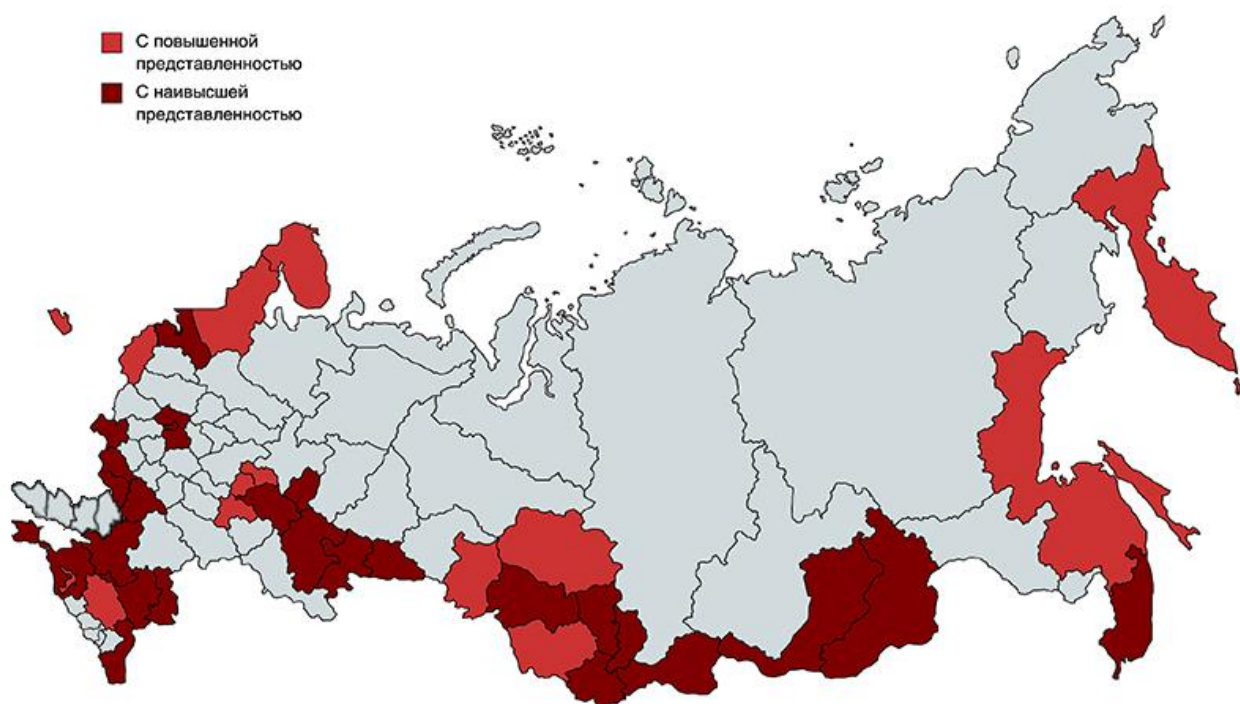 С повышенной
представленностью
С наивысшей
представленностью